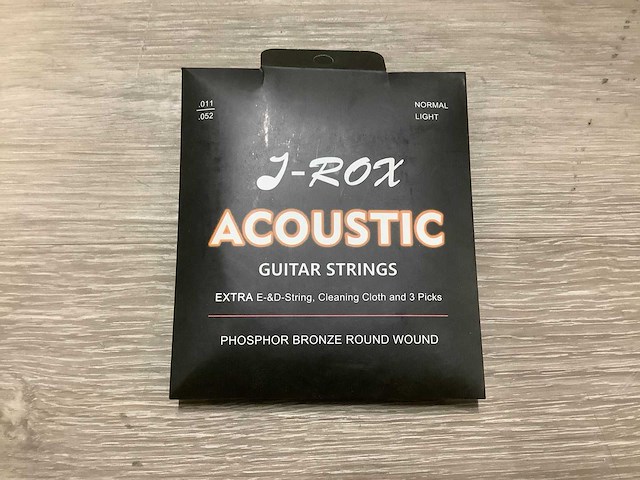 .011
.052
NORMAL
LIGHT
J-ROX
ACOUSTIC
GUITAR STRINGS
EXTRA E-&D-String, Cleaning Cloth and 3 Picks
PHOSPHOR BRONZE ROUND WOUND